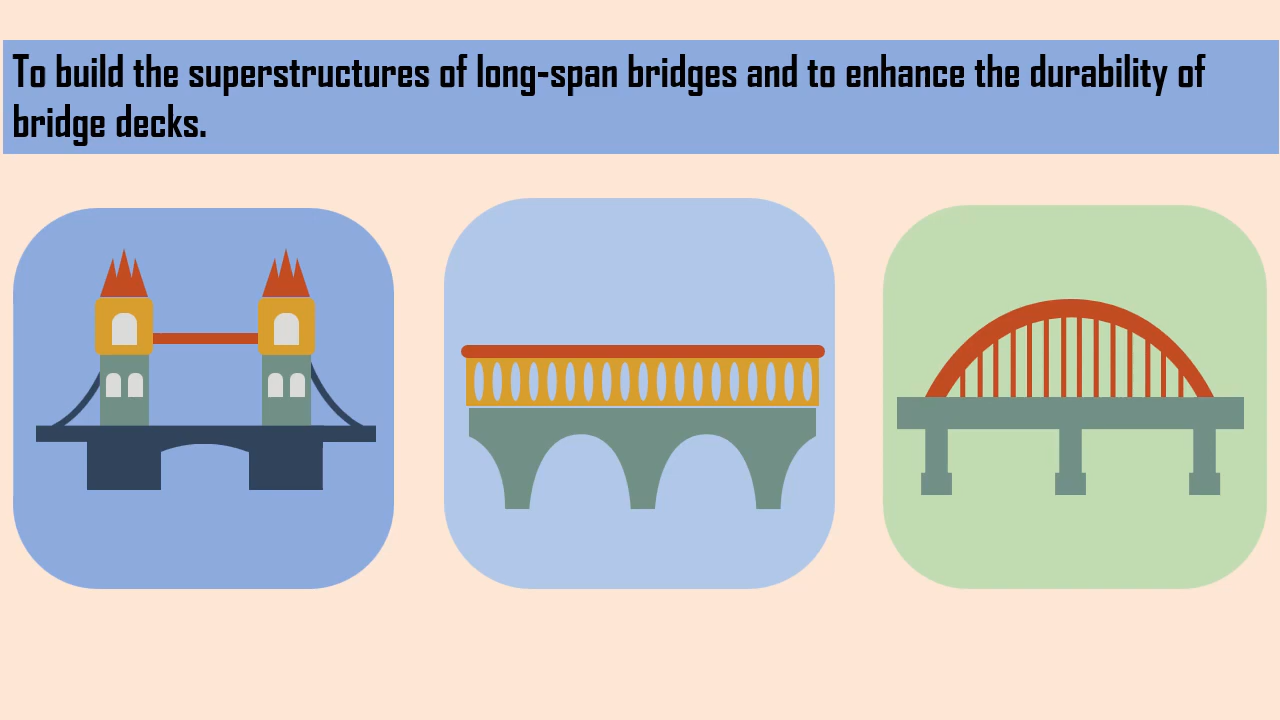 To build the superstructures of long-span bridges and to enhance the durability of
bridge decks.